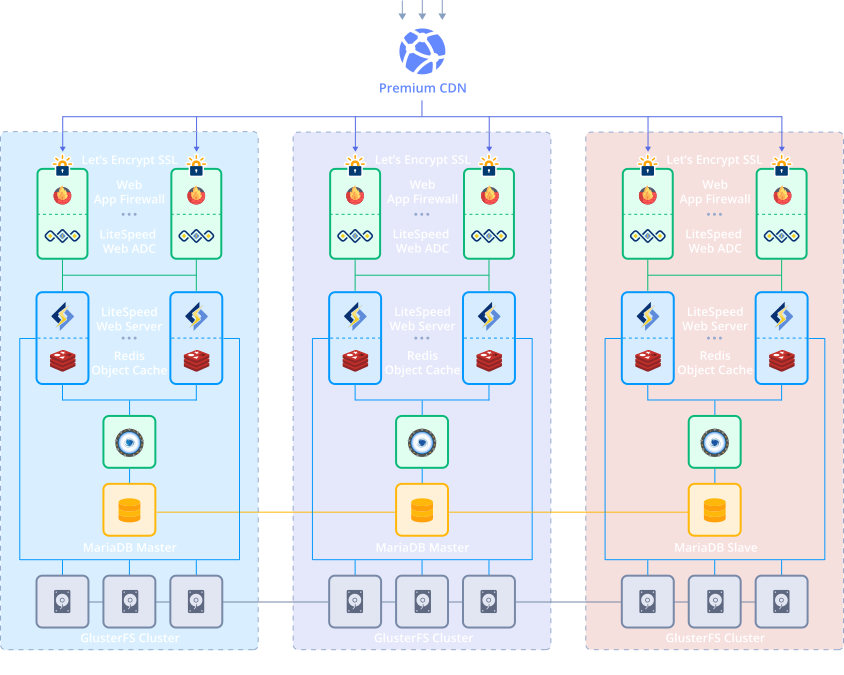 Premium CDN
Let's Encrypt SSL
Web
App Firewall
LiteSpeed
Web ADC
LiteSpeed
Web Server
Redis
Object Cache
MariaDB Master
GlusterFS Cluster
Let's Encrypt SSL
Web
App Firewall
LiteSpeed
Web ADC
LiteSpeed
Web Server
Redis
Object Cache
MariaDB Master
GlusterFS Cluster
Let's Encrypt SSL
Web
App Firewall
LiteSpeed
Web ADC
LiteSpeed
Web Server
Redis
Object Cache
MariaDB Slave
GlusterFS Cluster